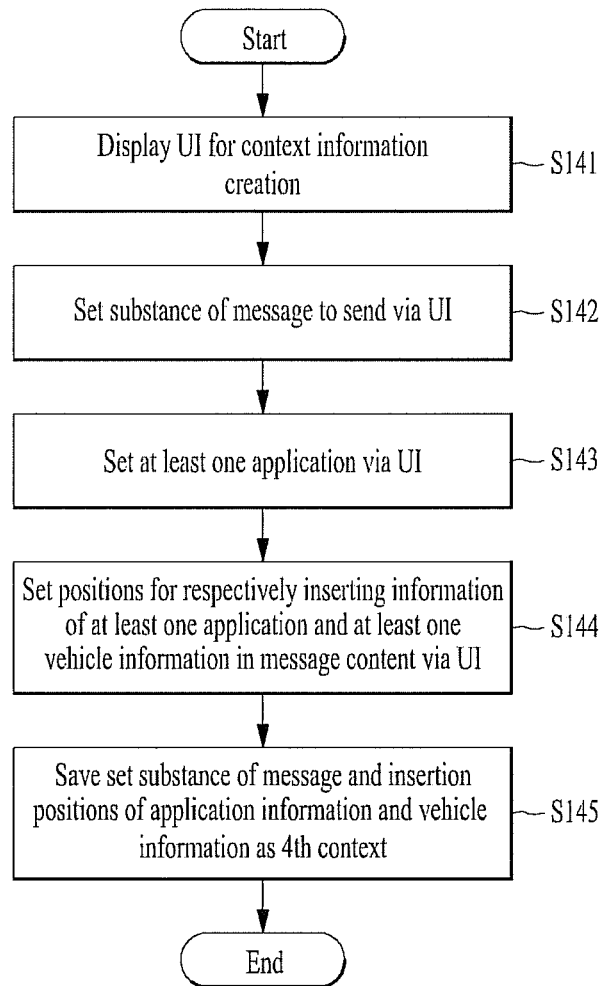 Start
Display UI for context information
creation
S141
Set substance of message to send via UI
S142
Set at least one application via UI
S143
Set positions for respectively inserting information
of at least one application and at least one
vehicle information in message content via UI
S144
Save set substance of message and insertion
positions of application information and vehicle
information as 4th context
S145
End